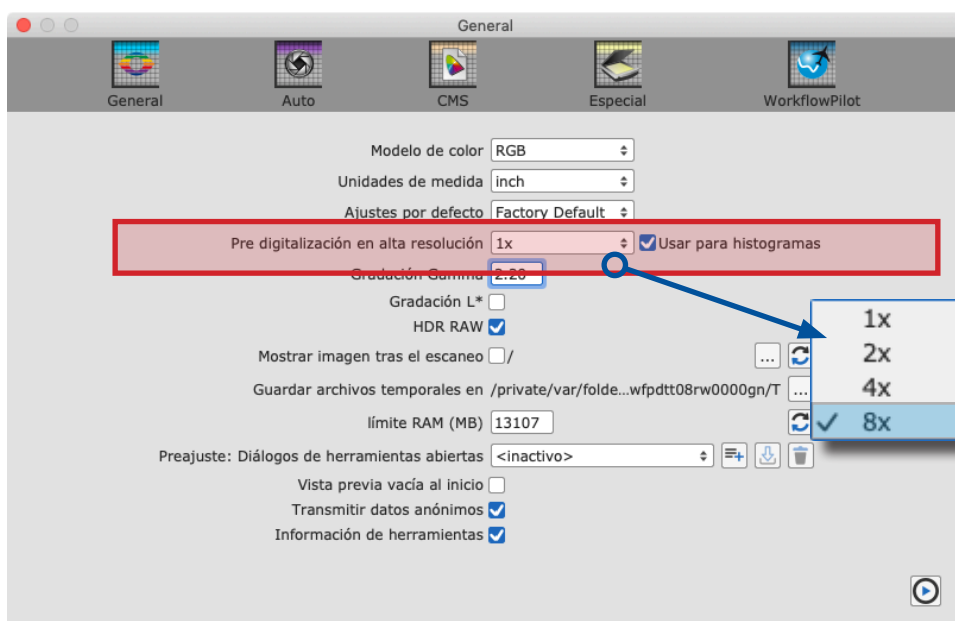 General
General Auto CMS Especial WorkflowPilot
Modelo de color RGB
Unidades de medida inch
Ajustes por defecto Factory Default
Pre digitalización en alta resolución 1x Usar para histogramas
Gradación Gamma 2.20
Gradación L*
HDR RAW
Mostrar imagen tras el escaneo / ...
Guardar archivos temporales en /private/var/folde...wfpdtt08rw0000gn/T ...
límite RAM (MB) 13107
Preajuste: Diálogos de herramientas abiertas <inactivo>
Vista previa vacía al inicio
Transmitir datos anónimos
Información de herramientas
1x
2x
4x
8x